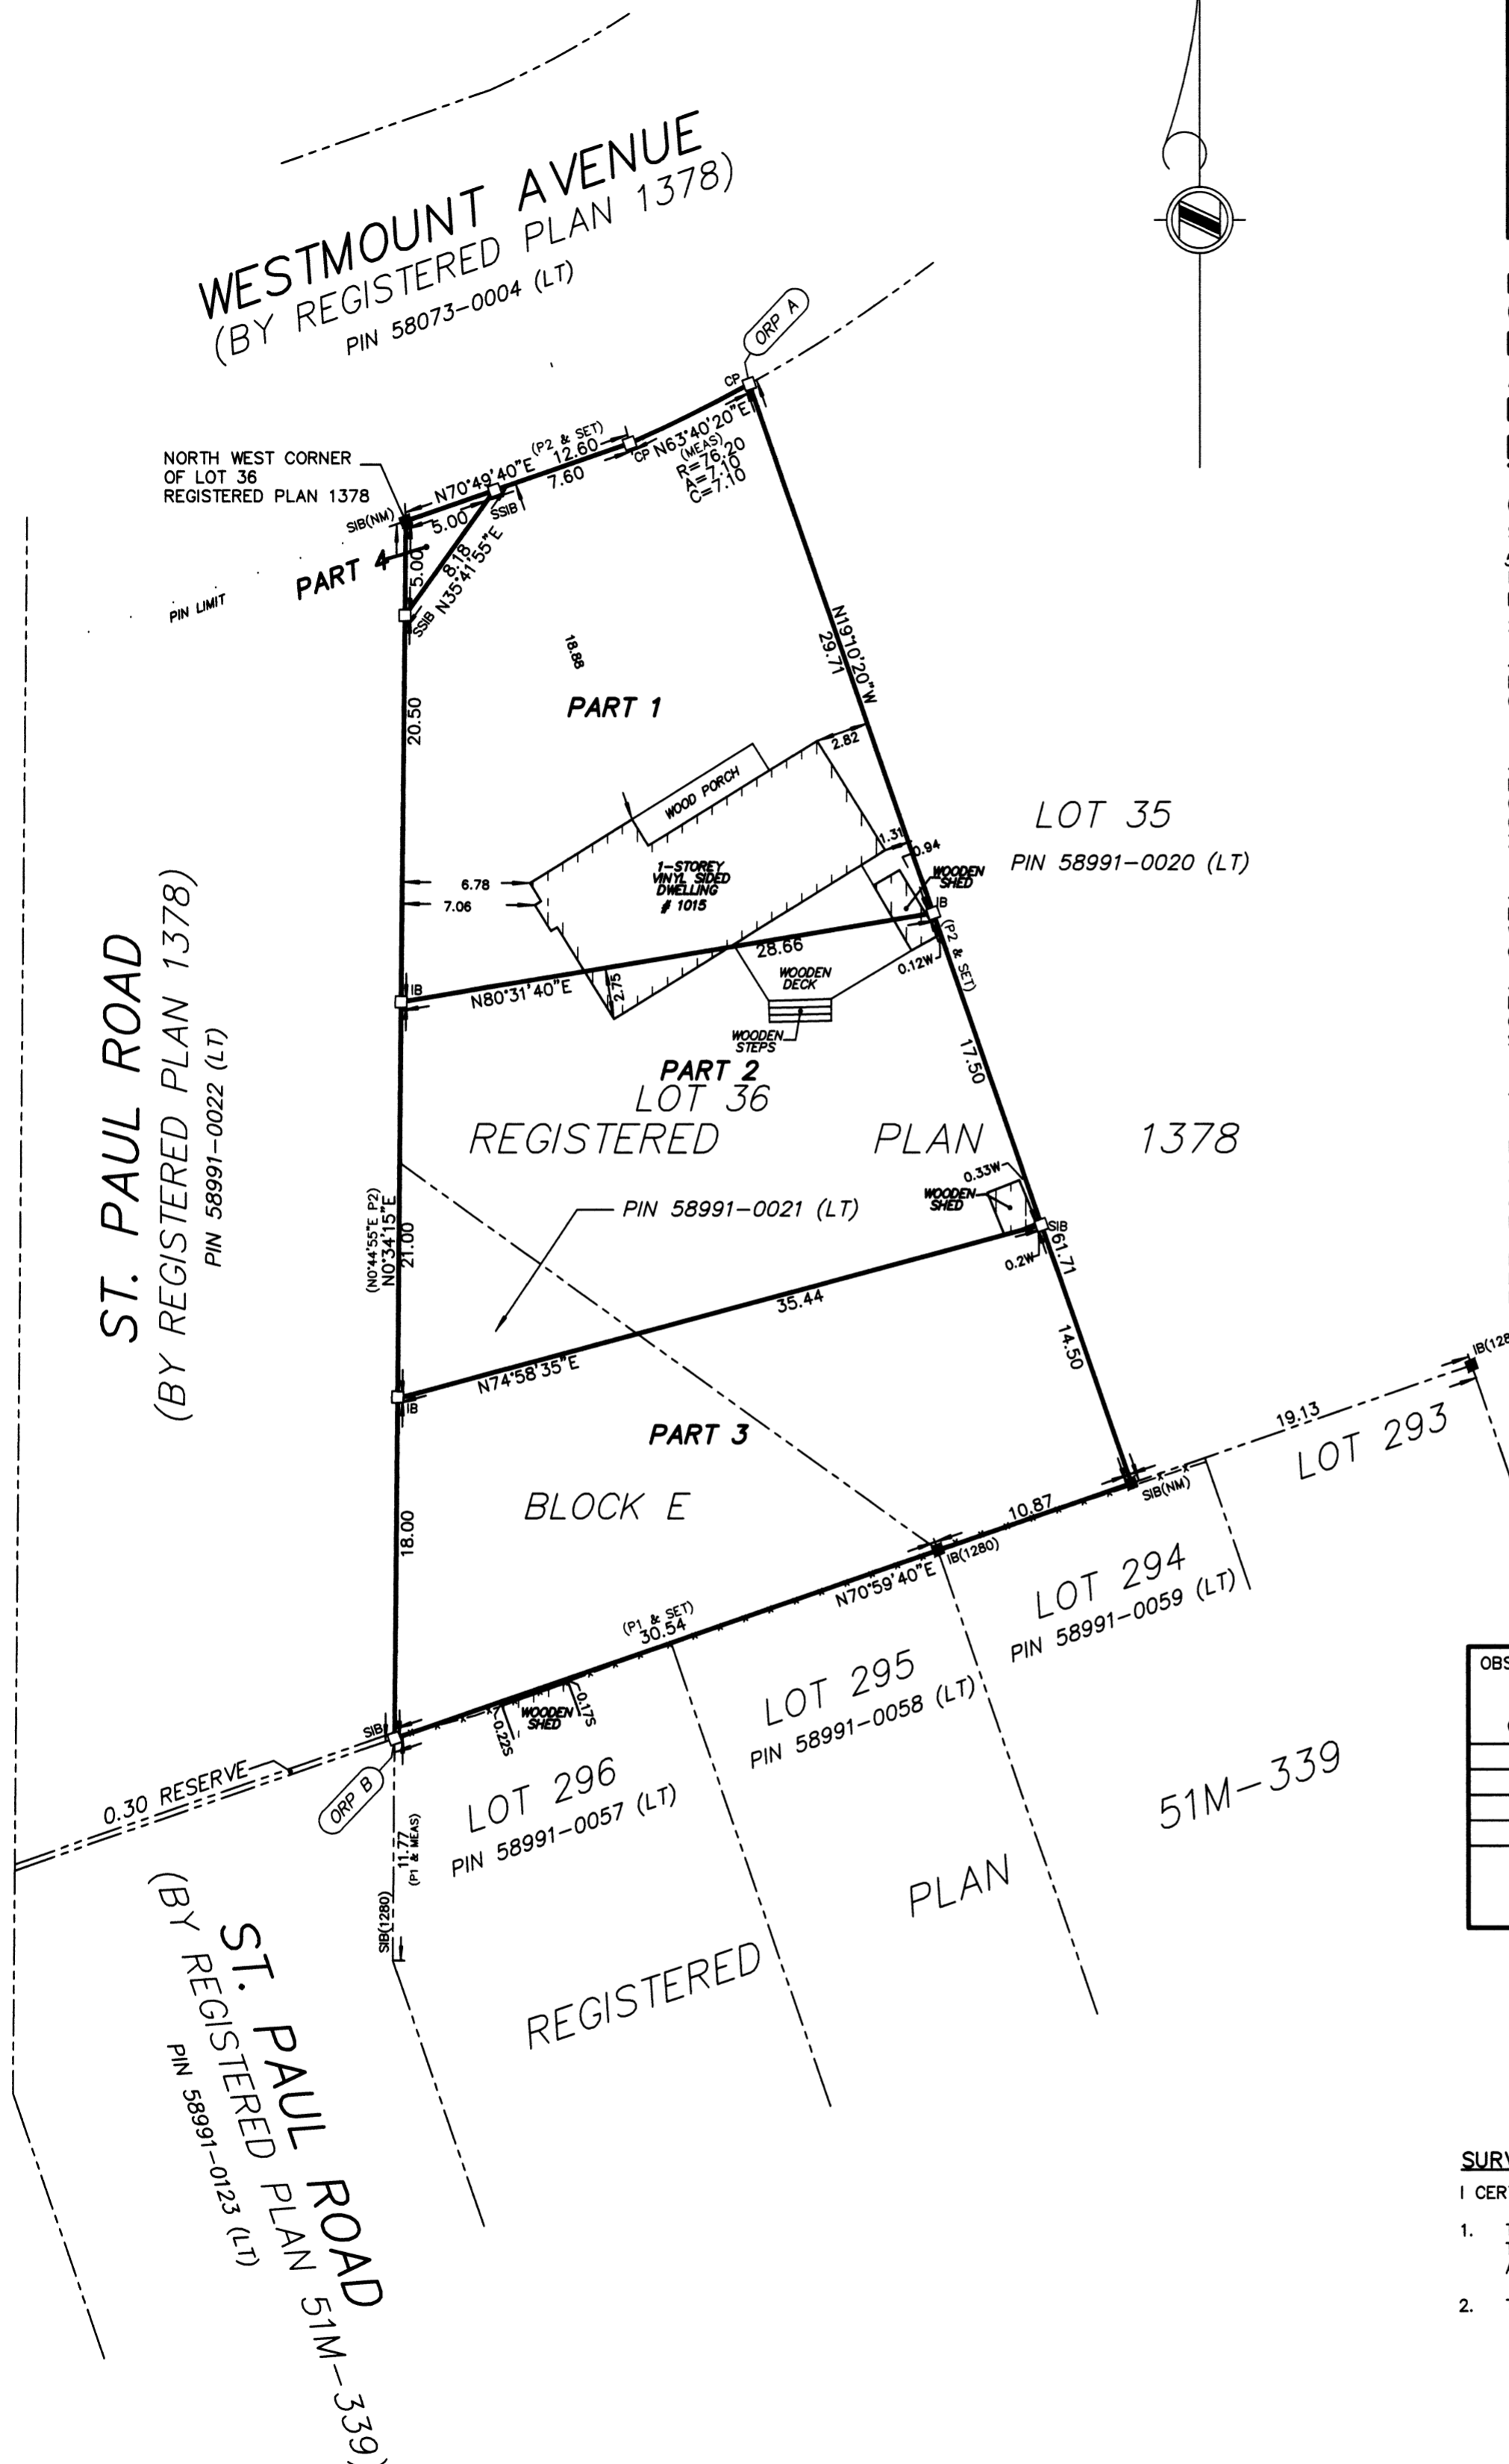 WESTMOUNT AVENUE
(BY REGISTERED PLAN 1378)
PIN 58073-0004 (LT)
ORP A
CP
NORTH WEST CORNER
OF LOT 36
REGISTERED PLAN 1378
(P2 & SET)
N70°49'40"E 12.60
CP
N63°40'20"E
(MEAS)
R=76.20
A=7.10
C=7.10
7.60
SIB(NM)
5.00
SSIB
PART 4
5.00
8.18
N35°41'55"E
SSIB
PIN LIMIT
18.88
N19°10'20"W
29.71
PART 1
20.50
2.82
WOOD PORCH
LOT 35
PIN 58991-0020 (LT)
1.31
0.94
WOODEN
SHED
IB
1-STOREY
VINYL SIDED
DWELLING
# 1015
6.78
7.06
(P2 & SET)
28.66
0.12W
WOODEN
DECK
IB
N80°31'40"E
2.75
WOODEN
STEPS
17.50
ST. PAUL ROAD
(BY REGISTERED PLAN 1378)
PIN 58991-0022 (LT)
PART 2
LOT 36
REGISTERED PLAN 1378
0.33W
WOODEN
SHED
PIN 58991-0021 (LT)
SIB
(N0°44'55"E P2)
N0°34'15"E
21.00
0.2W
61.71
35.44
14.50
N74°58'35"E
IB
IB(128
19.13
LOT 293
PART 3
SIB(NM)
BLOCK E
10.87
18.00
IB(1280)
N70°59'40"E
LOT 294
PIN 58991-0059 (LT)
(P1 & SET)
30.54
LOT 295
PIN 58991-0058 (LT)
0.17S
WOODEN
SHED
0.22S
SIB
0.30 RESERVE
ORP B
LOT 296
PIN 58991-0057 (LT)
11.77
(P1 & MEAS)
SIB(1280)
51M-339
PLAN
REGISTERED
ST. PAUL ROAD
(BY REGISTERED PLAN 51M-339)
PIN 58991-0123 (LT)
OBS
SURV
I CER
1.
2.